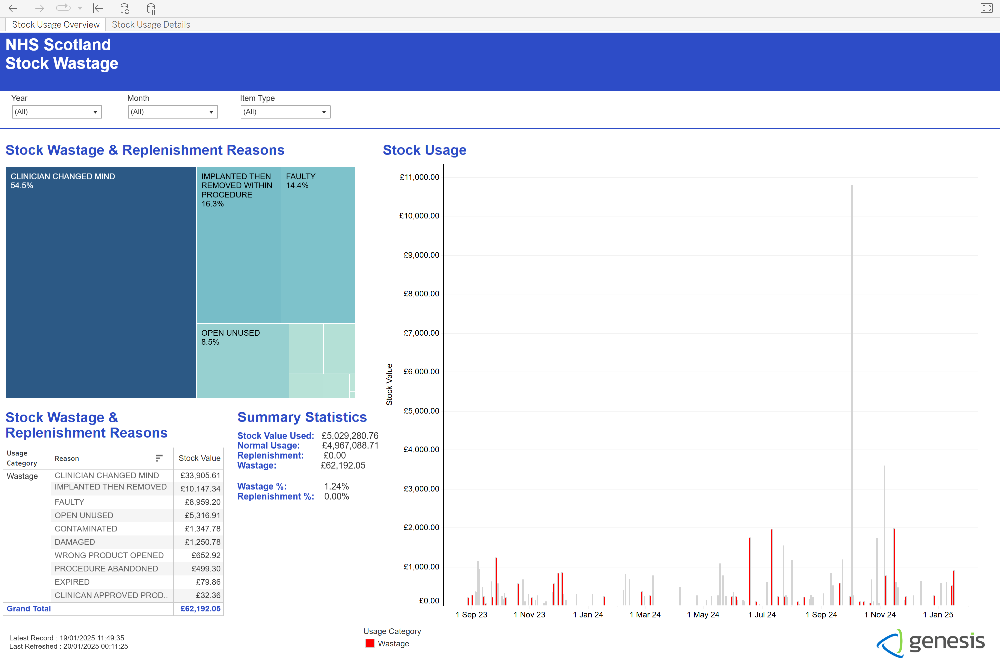 Stock Usage Overview
Stock Usage Details
NHS Scotland
Stock Wastage
Year
Month
Item Type
(All)
(All)
(All)
Stock Wastage & Replenishment Reasons
CLINICIAN CHANGED MIND
54.5%
IMPLANTED THEN
REMOVED WITHIN
PROCEDURE
16.3%
FAULTY
14.4%
OPEN UNUSED
8.5%
Stock Wastage &
Replenishment Reasons
Usage
Category
Reason
Stock Value
Wastage
CLINICIAN CHANGED MIND £33,905.61
IMPLANTED THEN REMOVED £10,147.34
FAULTY £8,959.20
OPEN UNUSED £5,316.91
CONTAMINATED £1,347.78
DAMAGED £1,250.78
WRONG PRODUCT OPENED £652.92
PROCEDURE ABANDONED £499.30
EXPIRED £79.86
CLINICAN APPROVED PROD.. £32.36
Grand Total £62,192.05
Summary Statistics
Stock Value Used: £5,029,280.76
Normal Usage: £4,967,088.71
Replenishment: £0.00
Wastage: £62,192.05
Wastage %: 1.24%
Replenishment %: 0.00%
Stock Usage
Stock Value
£11,000.00
£10,000.00
£9,000.00
£8,000.00
£7,000.00
£6,000.00
£5,000.00
£4,000.00
£3,000.00
£2,000.00
£1,000.00
£0.00
1 Sep 23
1 Nov 23
1 Jan 24
1 Mar 24
1 May 24
1 Jul 24
1 Sep 24
1 Nov 24
1 Jan 25
Usage Category
Wastage
Latest Record : 19/01/2025 11:49:35
Last Refreshed : 20/01/2025 00:11:25
genesis